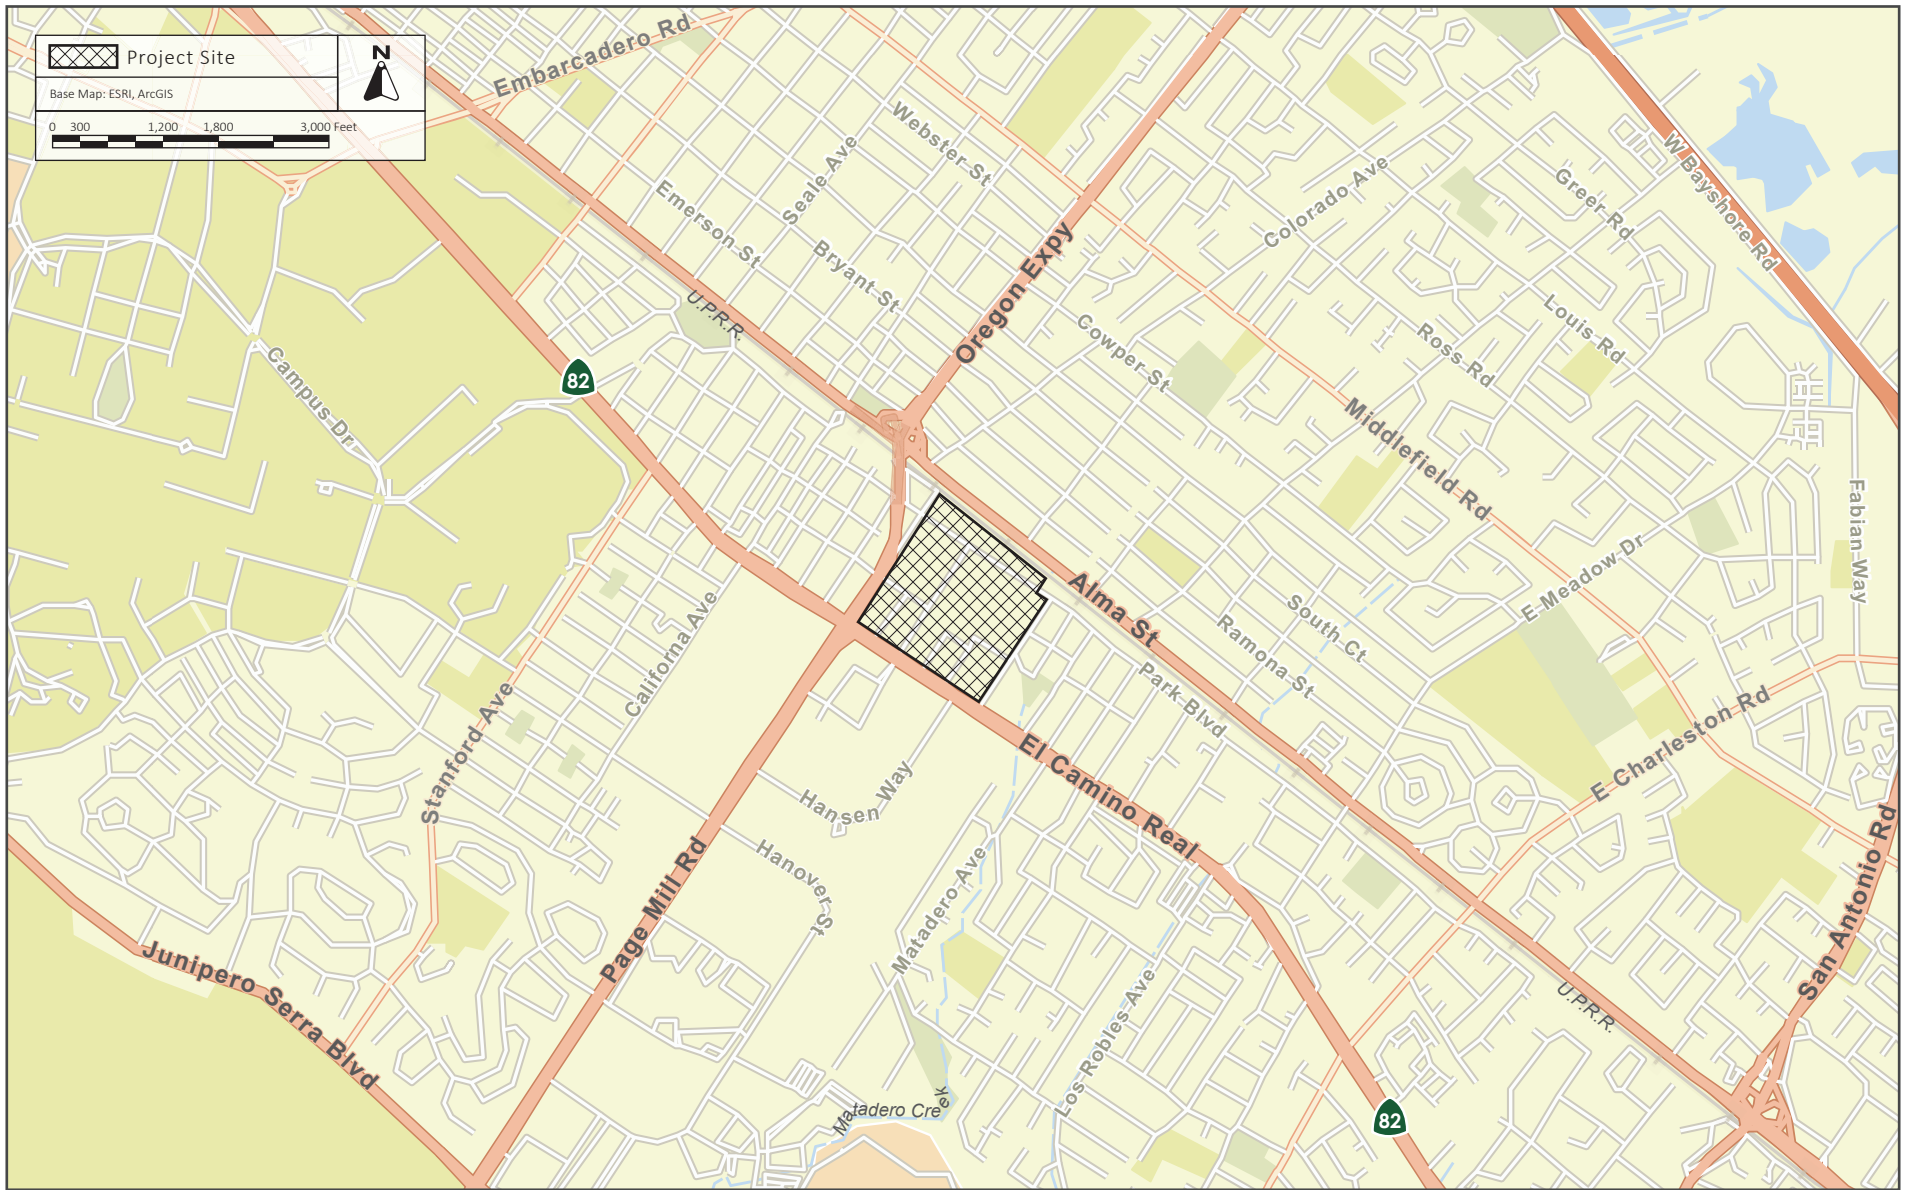 Project Site
N
Base Map: ESRI, ArcGIS
0 300 1,200 1,800 3,000 Feet
Embarcadero Rd
Webster St
Seale Ave
Emerson St
Bryant St
Oregon Expy
Colorado Ave
Greer Rd
W Bayshore Rd
U.P.R.R.
Cowper St
Ross Rd
Louis Rd
Campus Dr
82
Middlefield Rd
Fabian Way
E Meadow Dr
Alma St
South Ct
Ramona St
Park Blvd
Californa Ave
Stanford Ave
E Charleston Rd
El Camino Real
Hansen Way
Hanover St
Page Mill Rd
Matadero Ave
San Antonio Rd
Junipero Serra Blvd
Los Robles Ave
U.P.R.R.
Matadero Creek
82